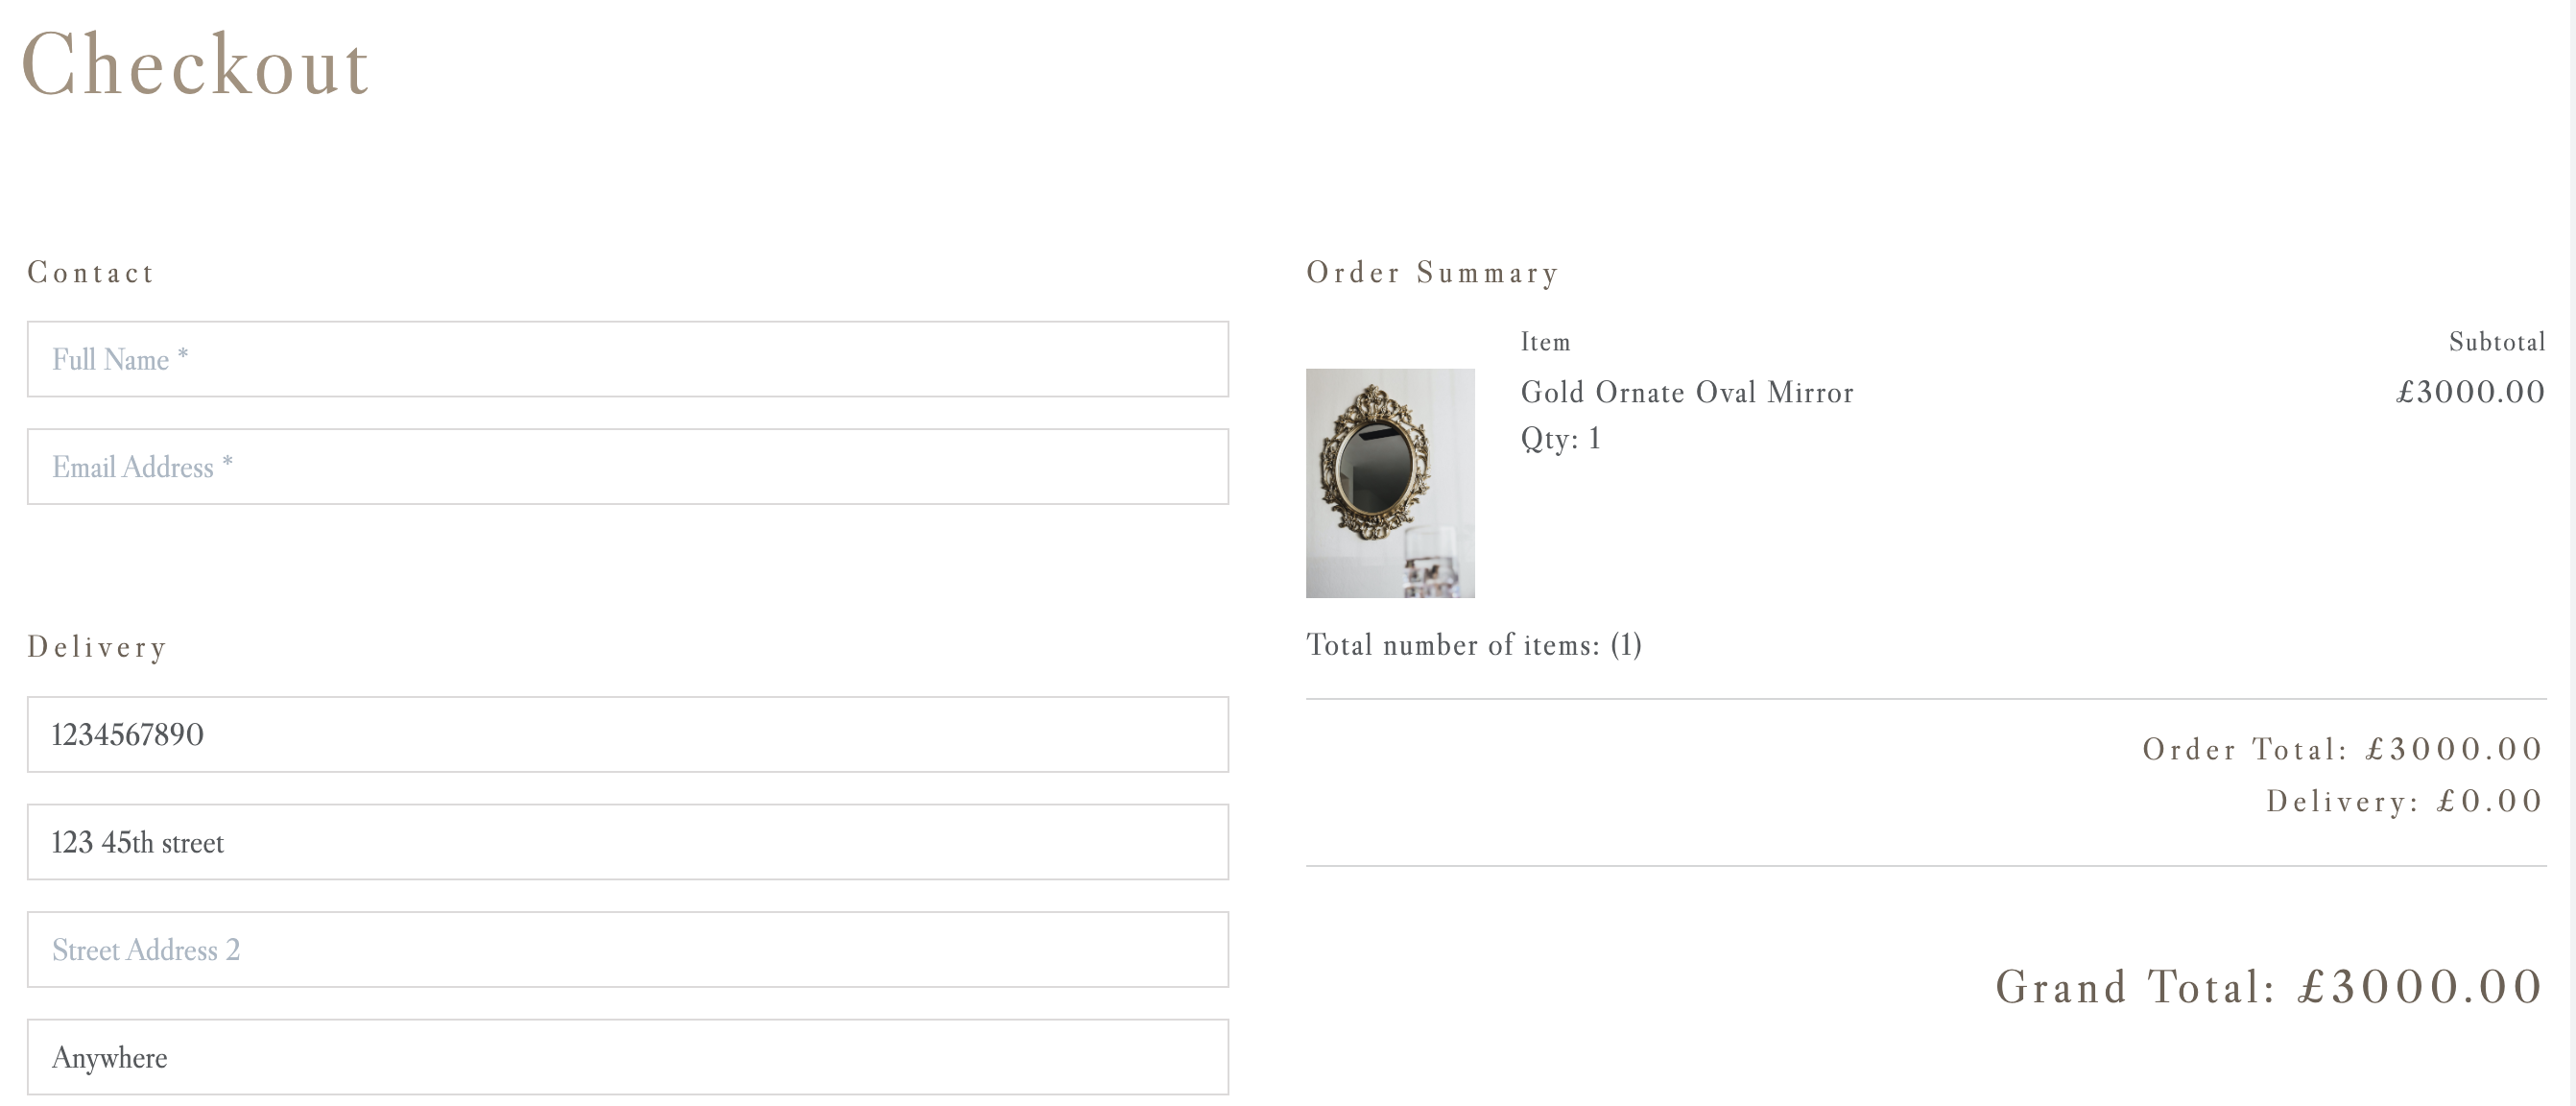 Checkout
Contact
Full Name *
Email Address *
Delivery
1234567890
123 45th street
Street Address 2
Anywhere
Order Summary
Item Subtotal
Gold Ornate Oval Mirror £3000.00
Qty: 1
Total number of items: (1)
Order Total: £3000.00
Delivery: £0.00
Grand Total: £3000.00